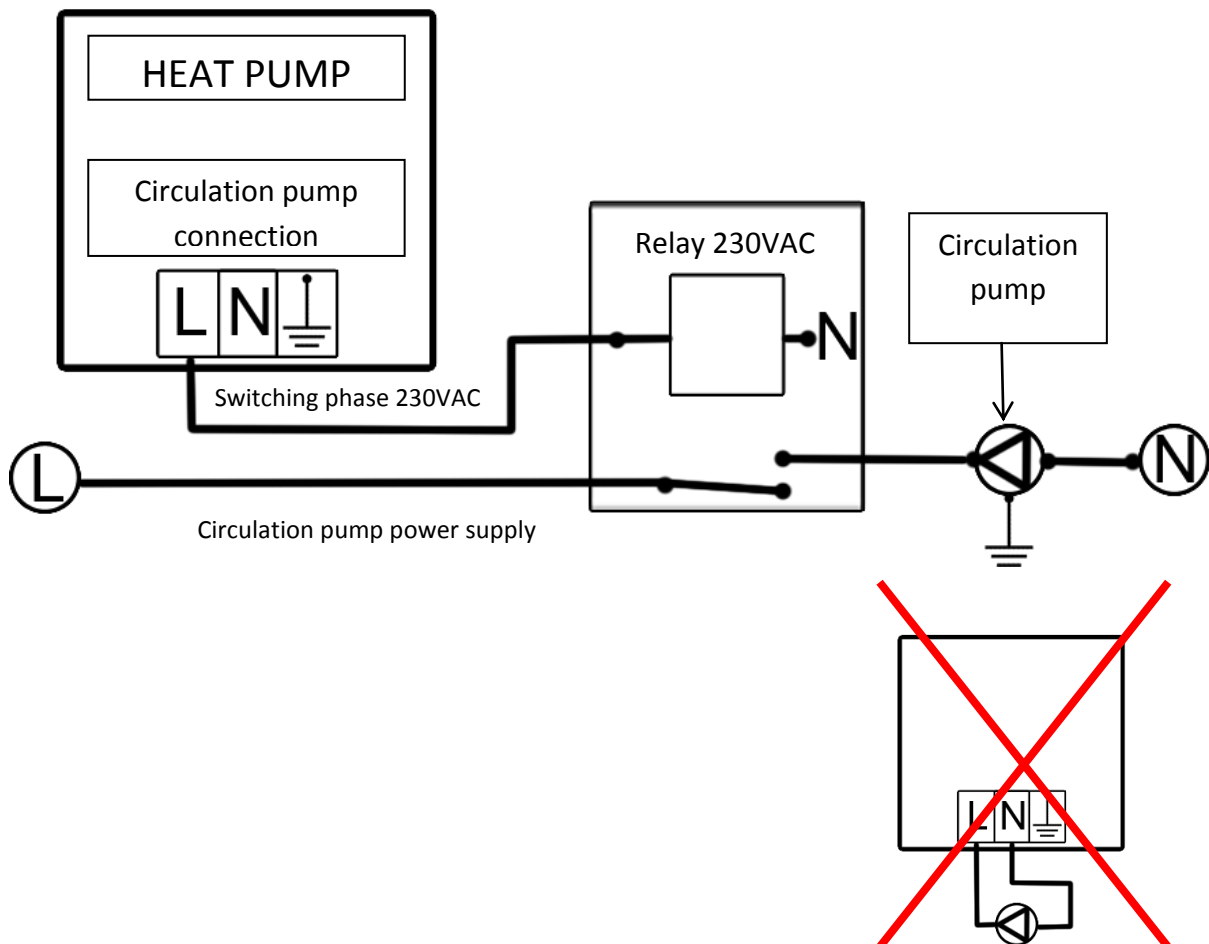 HEAT PUMP
Circulation pump
connection
L N
Switching phase 230VAC
Relay 230VAC
N
Circulation
pump
L
N
Circulation pump power supply
L N